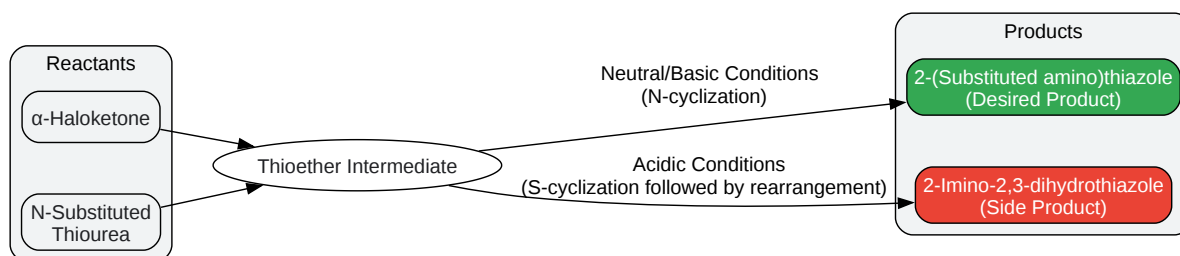 Reactants
α-Haloketone
N-Substituted
Thiourea
Thioether Intermediate
Neutral/Basic Conditions
(N-cyclization)
Acidic Conditions
(S-cyclization followed by rearrangement)
Products
2-(Substituted amino)thiazole
(Desired Product)
2-Imino-2,3-dihydrothiazole
(Side Product)